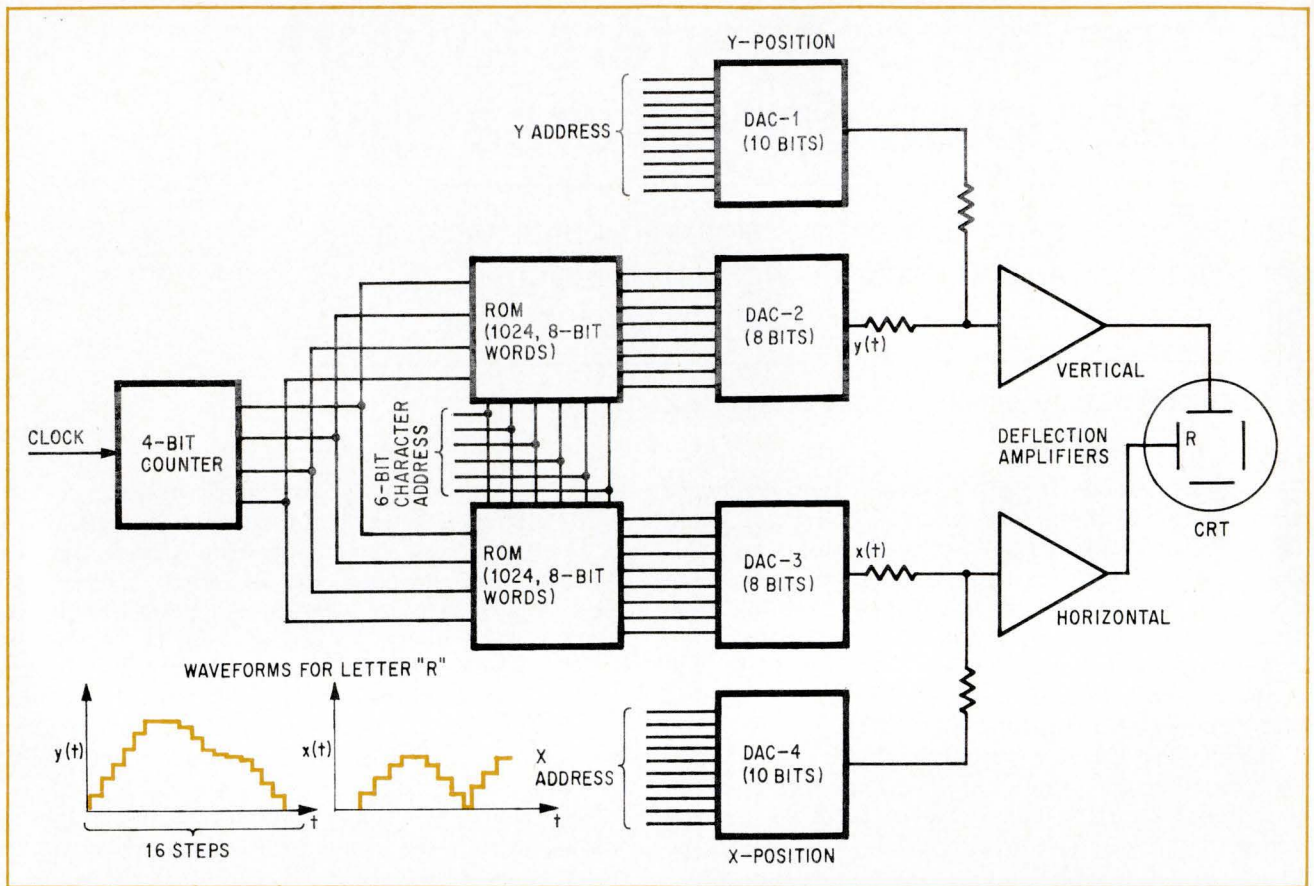 Y-POSITION
Y ADDRESS
DAC-1
(10 BITS)
ROM
(1024, 8-BIT
WORDS)
DAC-2
(8 BITS)
y(t)
VERTICAL
CLOCK
4-BIT
COUNTER
6-BIT
CHARACTER
ADDRESS
DEFLECTION
AMPLIFIERS
R
CRT
ROM
(1024, 8-BIT
WORDS)
DAC-3
(8 BITS)
x(t)
HORIZONTAL
WAVEFORMS FOR LETTER "R"
y(t)
t
16 STEPS
x(t)
t
X
ADDRESS
DAC-4
(10 BITS)
X-POSITION